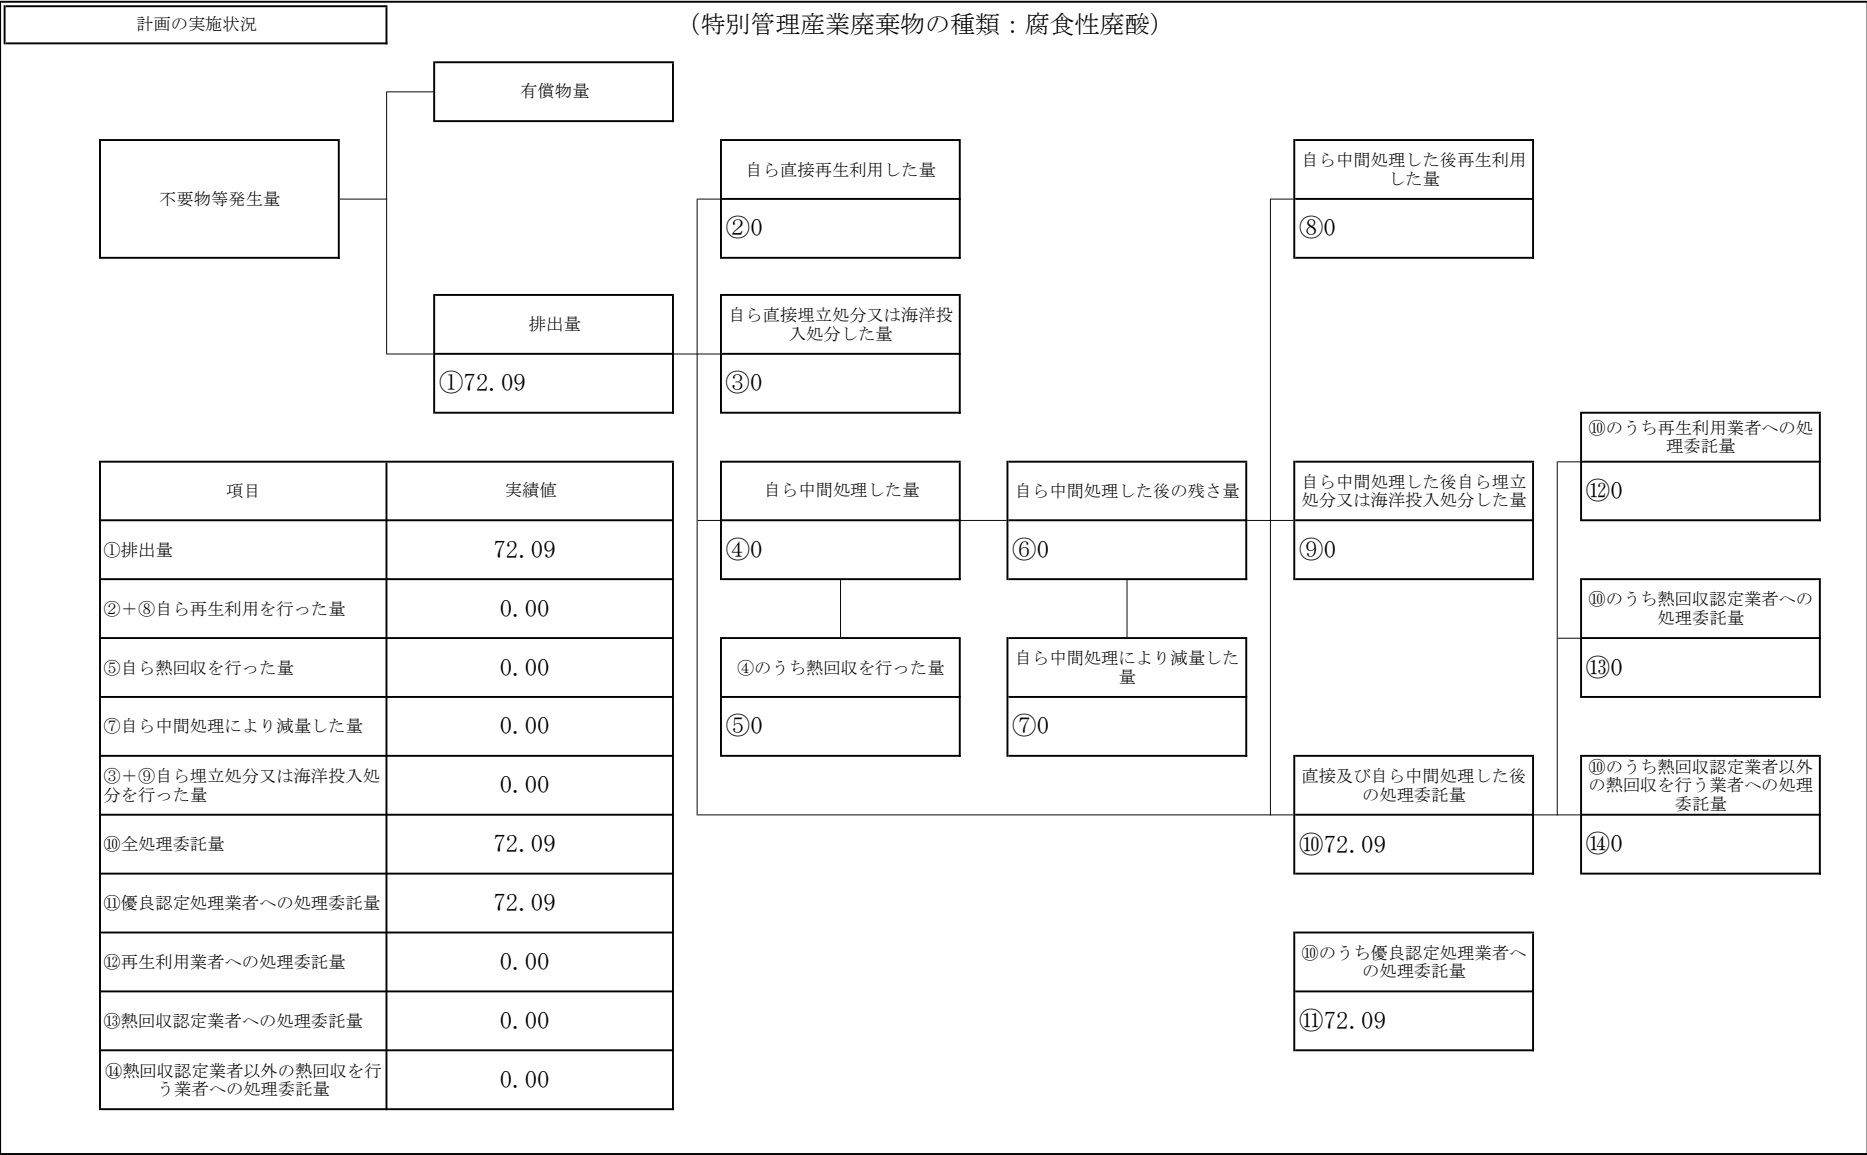 計画の実施状況
（特別管理産業廃棄物の種類：腐食性廃酸）
有償物量
不要物等発生量
自ら直接再生利用した量
②0
自ら中間処理した後再生利用
した量
⑧0
排出量
①72.09
自ら直接埋立処分又は海洋投
入処分した量
③0
⑩のうち再生利用業者への処
理委託量
⑫0
自ら中間処理した量
④0
自ら中間処理した後の残さ量
⑥0
自ら中間処理した後自ら埋立
処分又は海洋投入処分した量
⑨0
⑩のうち熱回収認定業者への
処理委託量
⑬0
④のうち熱回収を行った量
⑤0
自ら中間処理により減量した
量
⑦0
直接及び自ら中間処理した後
の処理委託量
⑩72.09
⑩のうち熱回収認定業者以外
の熱回収を行う業者への処理
委託量
⑭0
⑩のうち優良認定処理業者へ
の処理委託量
⑪72.09
項目 実績値
①排出量 72.09
②＋⑧自ら再生利用を行った量 0.00
⑤自ら熱回収を行った量 0.00
⑦自ら中間処理により減量した量 0.00
③＋⑨自ら埋立処分又は海洋投入処
分を行った量 0.00
⑩全処理委託量 72.09
⑪優良認定処理業者への処理委託量 72.09
⑫再生利用業者への処理委託量 0.00
⑬熱回収認定業者への処理委託量 0.00
⑭熱回収認定業者以外の熱回収を行
う業者への処理委託量 0.00